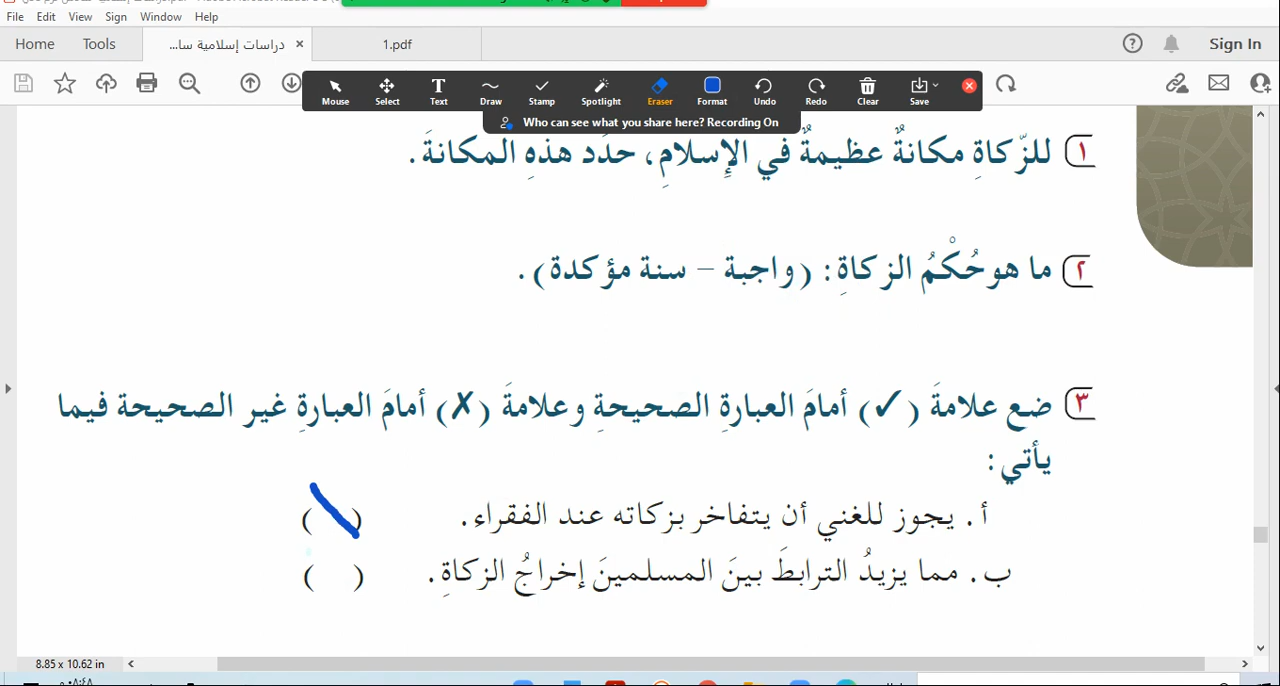 File Edit View Sign Window Help
Home Tools دراسات إسلامية سا... × 1.pdf Sign In
Mouse Select Text Draw Stamp Spotlight Eraser Format Undo Redo Clear Save
Who can see what you share here? Recording On
١ للزّكاةِ مكانةٌ عظيمةٌ في الإسلامِ، حدِّد هذهِ المكانةَ.
٢ ما هو حُكْمُ الزكاةِ: (واجبة – سنة مؤكدة).
٣ ضع علامةَ (✓) أمامَ العبارةِ الصحيحةِ وعلامةَ (✗) أمامَ العبارةِ غير الصحيحة فيما
يأتي:
أ. يجوز للغني أن يتفاخر بزكاته عند الفقراء. ( )
ب. مما يزيدُ الترابطَ بينَ المسلمينَ إخراجُ الزكاةِ. ( )
8.85 x 10.62 in